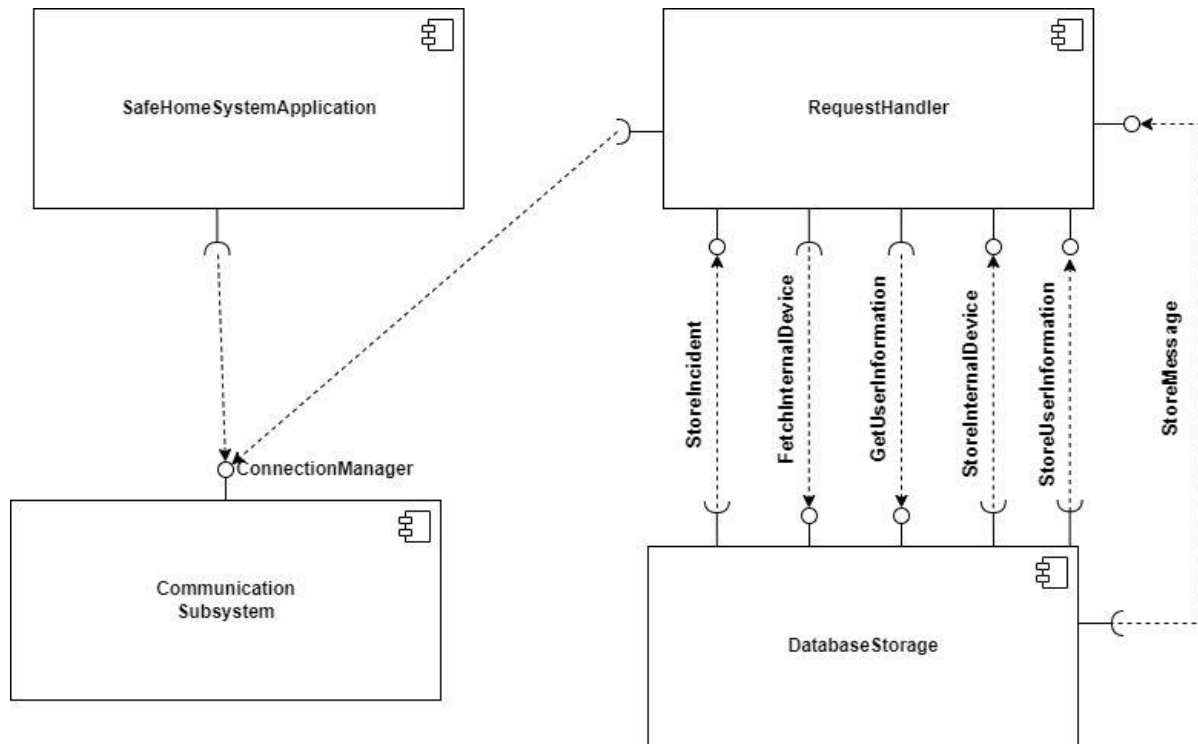 SafeHomeSystemApplication
RequestHandler
StoreIncident
FetchInternalDevice
GetUserInformation
StoreInternalDevice
StoreUserInformation
StoreMessage
ConnectionManager
Communication
Subsystem
DatabaseStorage